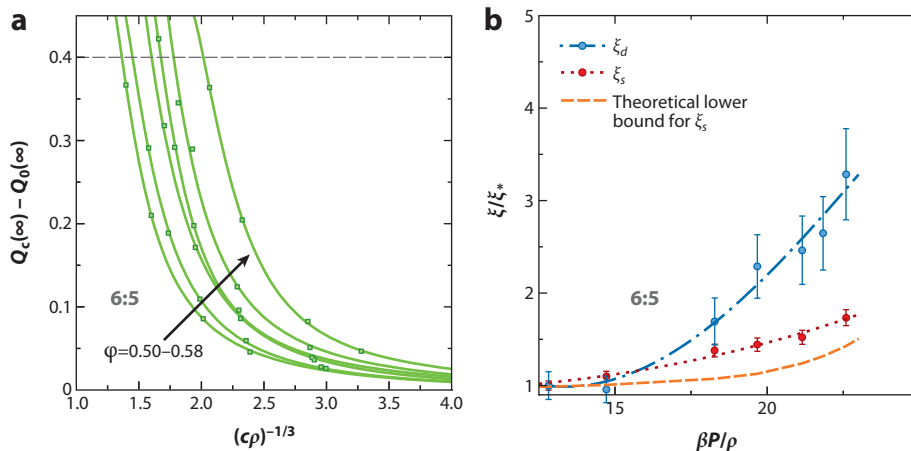 a
Q_c(∞) – Q_0(∞)
0.4
0.3
0.2
0.1
0
6:5
φ=0.50–0.58
1.0
1.5
2.0
2.5
3.0
3.5
4.0
(cρ)^{–1/3}
b
ξ/ξ_*
5
4
3
2
1
ξ_d
ξ_s
Theoretical lower
bound for ξ_s
6:5
15
20
βP/ρ